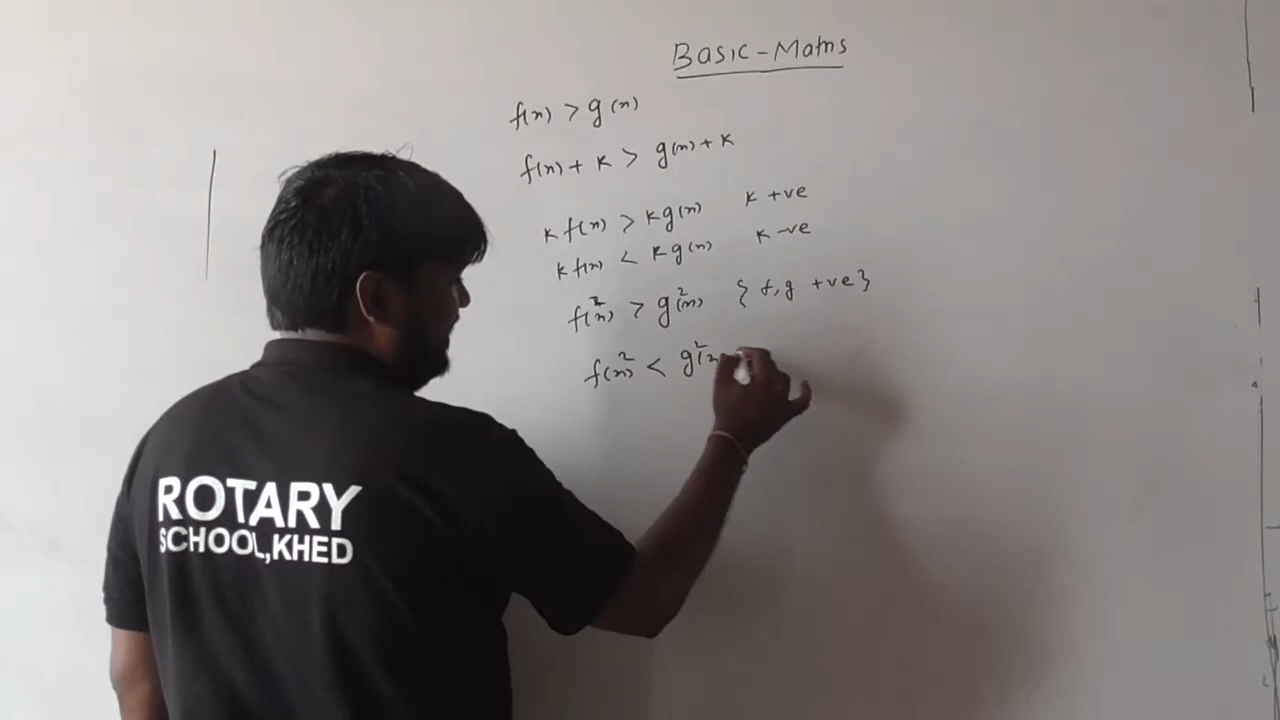 Basic-Maths
f(x) > g(x)
f(x) + k > g(x) + k
k f(x) > k g(x) k +ve
k f(x) < k g(x) k -ve
f²(x) > g²(x) { f, g +ve }
f(x)² < g²(x
ROTARY
SCHOOL,KHED